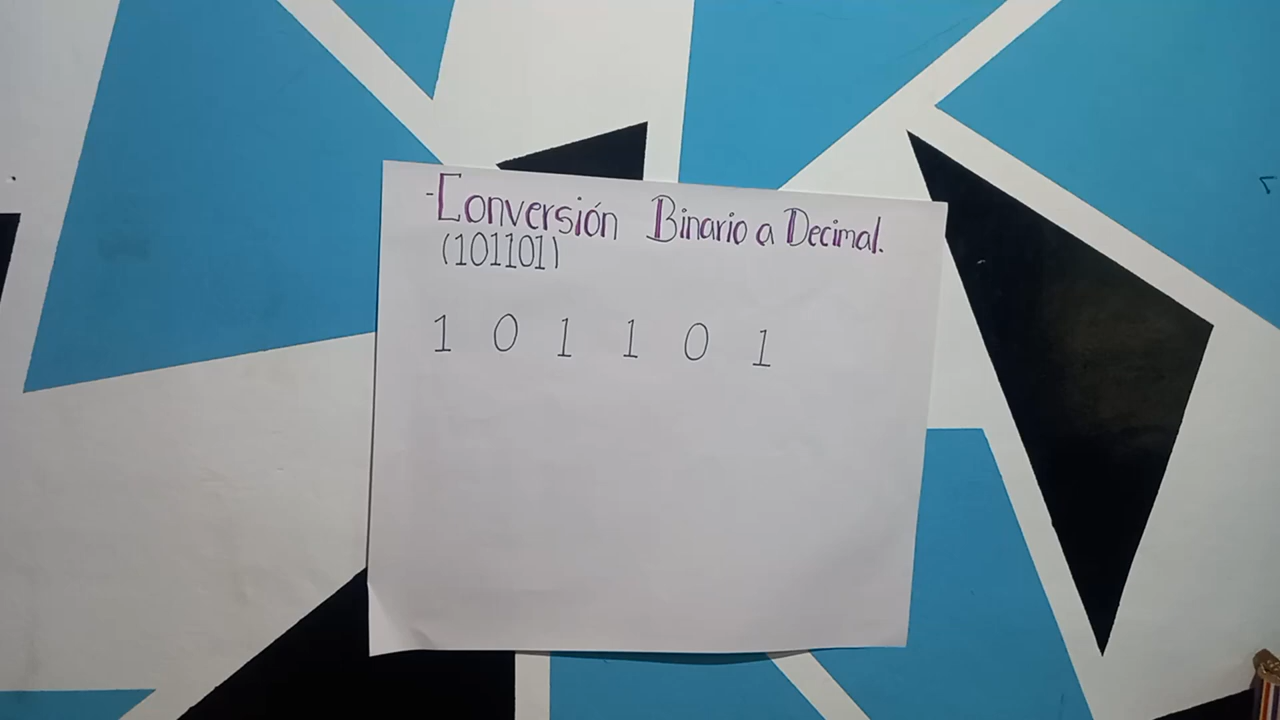 -Conversión Binario a Decimal.
(101101)
1 0 1 1 0 1